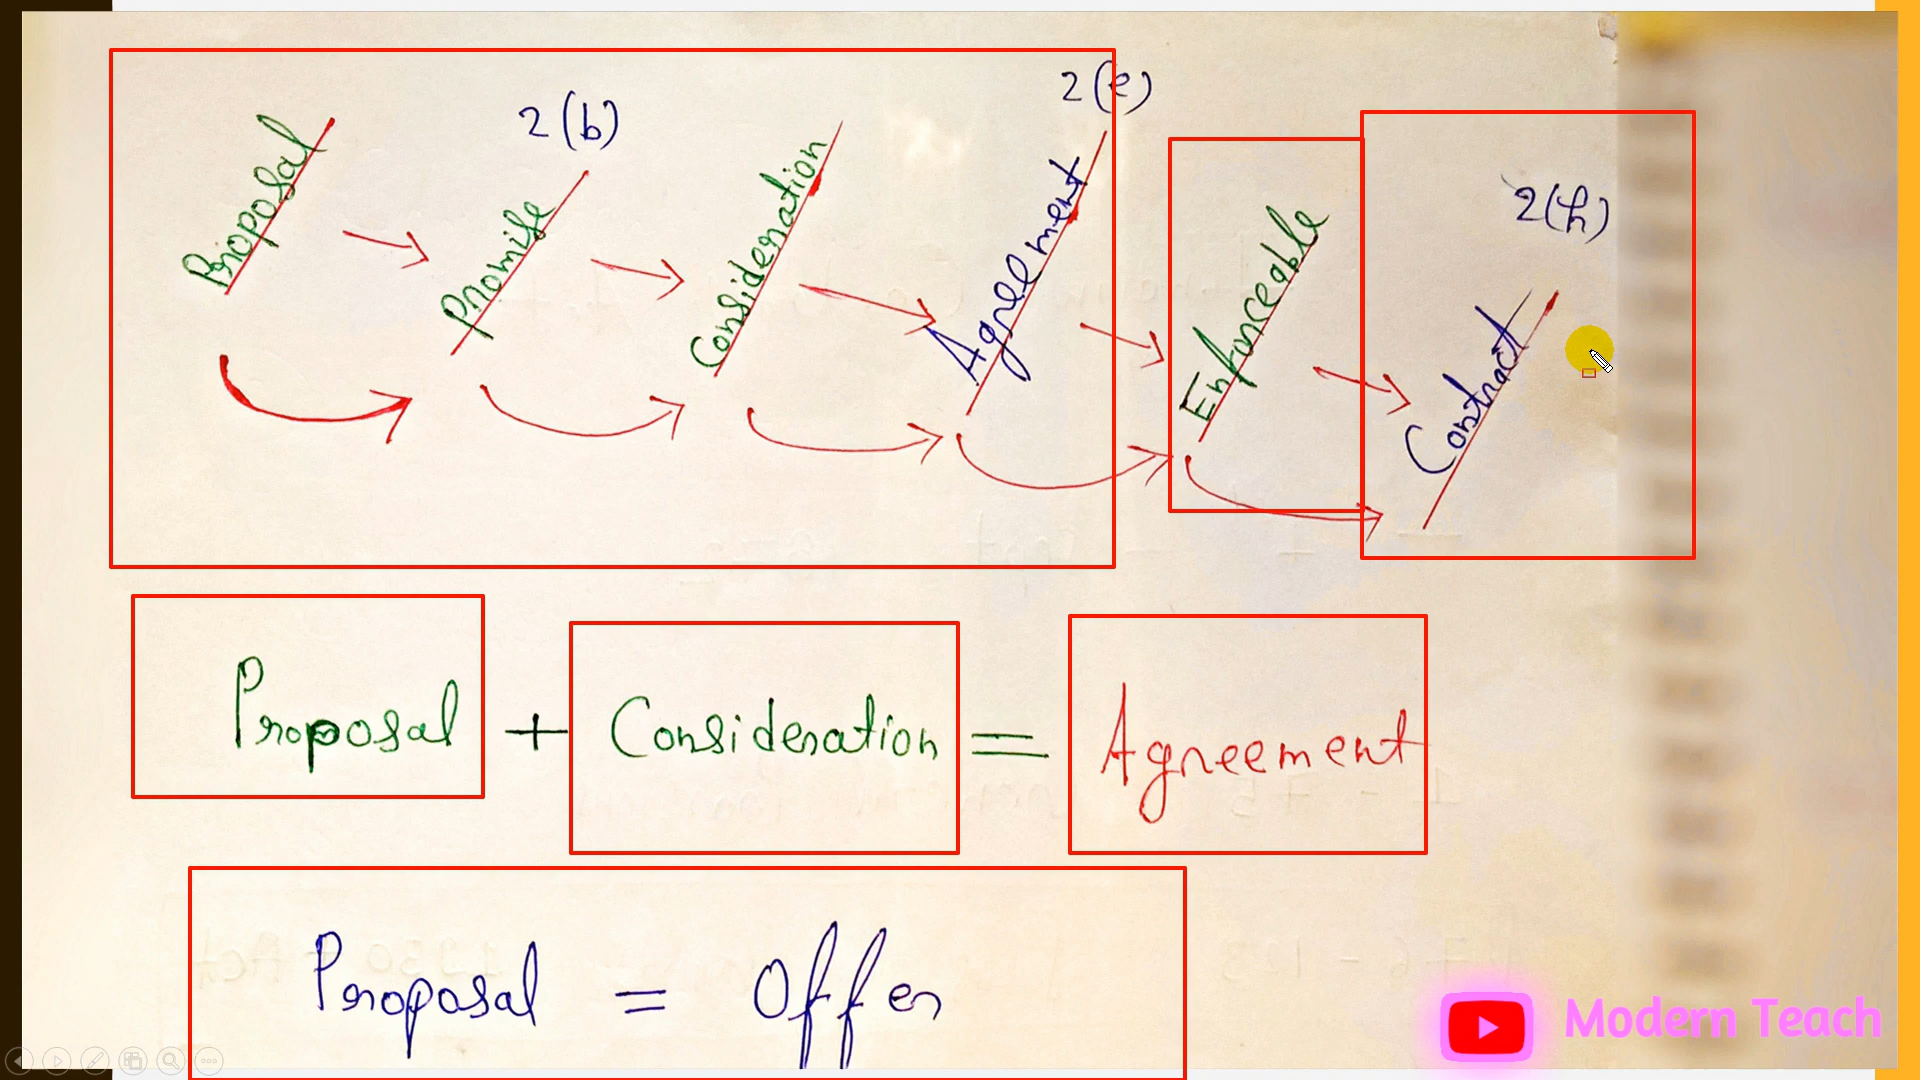 2(b)
2(e)
2(h)
Proposal
Promise
Consideration
Agreement
Enforceable
Contract
Proposal + Consideration = Agreement
Proposal = Offer
Modern Teach